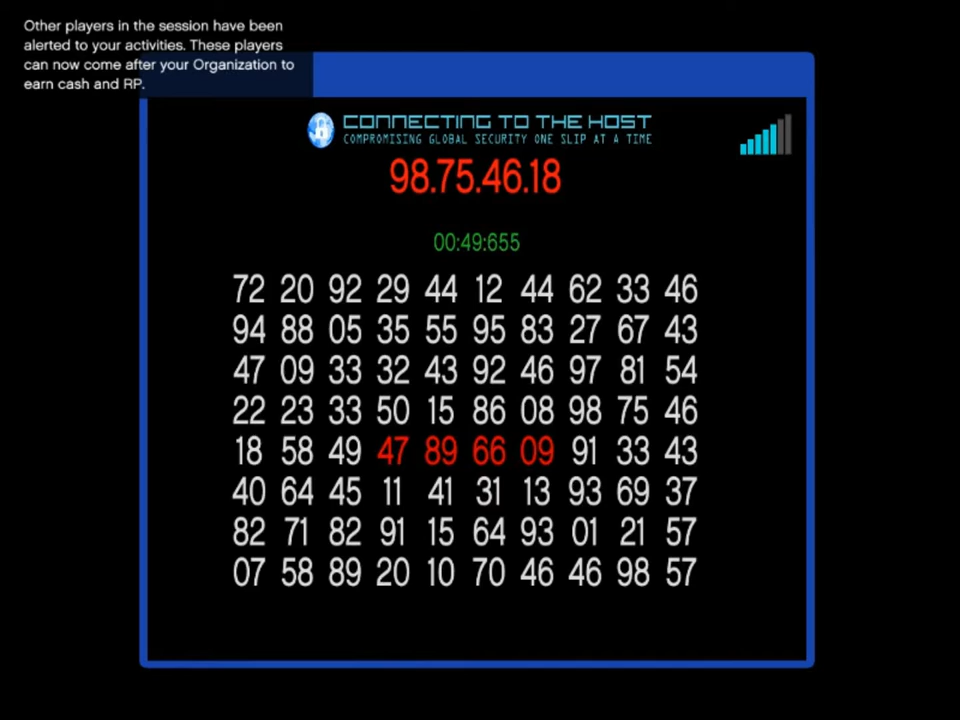 Other players in the session have been
alerted to your activities. These players
can now come after your Organization to
earn cash and RP.
CONNECTING TO THE HOST
COMPROMISING GLOBAL SECURITY ONE SLIP AT A TIME
98.75.46.18
00:49:655
72 20 92 29 44 12 44 62 33 46
94 88 05 35 55 95 83 27 67 43
47 09 33 32 43 92 46 97 81 54
22 23 33 50 15 86 08 98 75 46
18 58 49 47 89 66 09 91 33 43
40 64 45 11 41 31 13 93 69 37
82 71 82 91 15 64 93 01 21 57
07 58 89 20 10 70 46 46 98 57